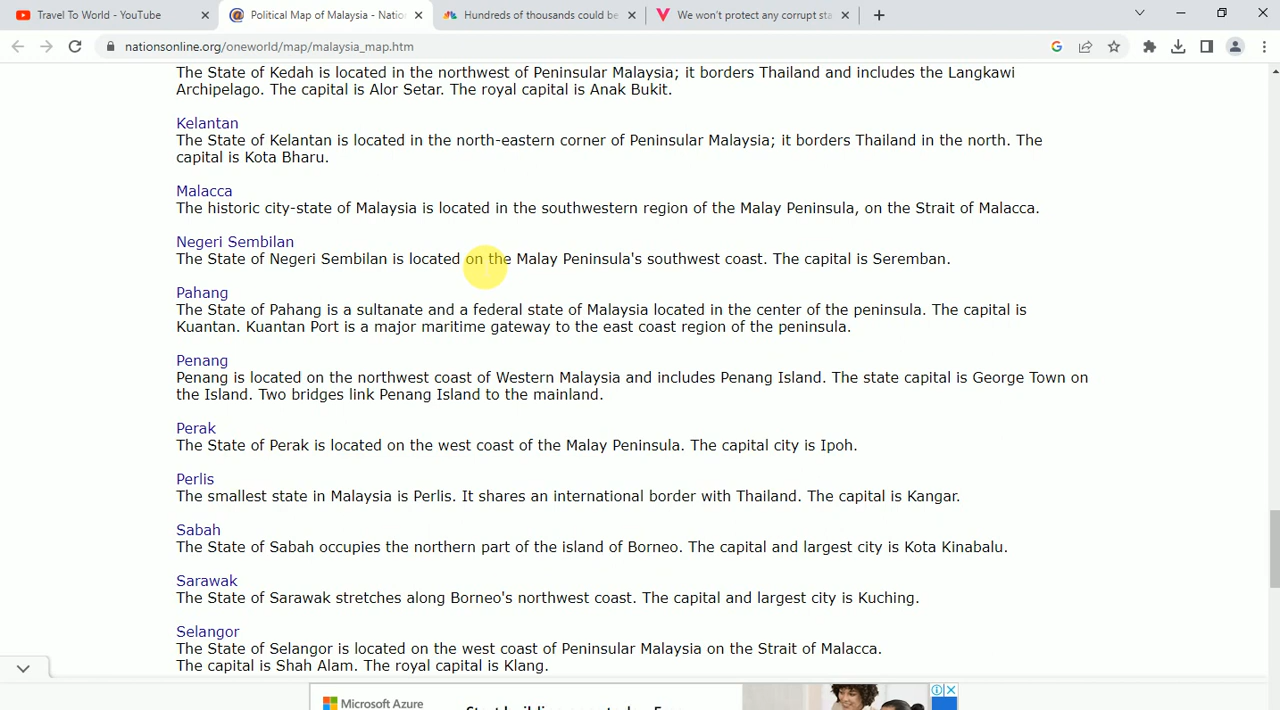 Travel To World - YouTube
Political Map of Malaysia - Natio
Hundreds of thousands could be
We won't protect any corrupt sta
nationsonline.org/oneworld/map/malaysia_map.htm
The State of Kedah is located in the northwest of Peninsular Malaysia; it borders Thailand and includes the Langkawi
Archipelago. The capital is Alor Setar. The royal capital is Anak Bukit.
Kelantan
The State of Kelantan is located in the north-eastern corner of Peninsular Malaysia; it borders Thailand in the north. The
capital is Kota Bharu.
Malacca
The historic city-state of Malaysia is located in the southwestern region of the Malay Peninsula, on the Strait of Malacca.
Negeri Sembilan
The State of Negeri Sembilan is located on the Malay Peninsula's southwest coast. The capital is Seremban.
Pahang
The State of Pahang is a sultanate and a federal state of Malaysia located in the center of the peninsula. The capital is
Kuantan. Kuantan Port is a major maritime gateway to the east coast region of the peninsula.
Penang
Penang is located on the northwest coast of Western Malaysia and includes Penang Island. The state capital is George Town on
the Island. Two bridges link Penang Island to the mainland.
Perak
The State of Perak is located on the west coast of the Malay Peninsula. The capital city is Ipoh.
Perlis
The smallest state in Malaysia is Perlis. It shares an international border with Thailand. The capital is Kangar.
Sabah
The State of Sabah occupies the northern part of the island of Borneo. The capital and largest city is Kota Kinabalu.
Sarawak
The State of Sarawak stretches along Borneo's northwest coast. The capital and largest city is Kuching.
Selangor
The State of Selangor is located on the west coast of Peninsular Malaysia on the Strait of Malacca.
The capital is Shah Alam. The royal capital is Klang.
Microsoft Azure